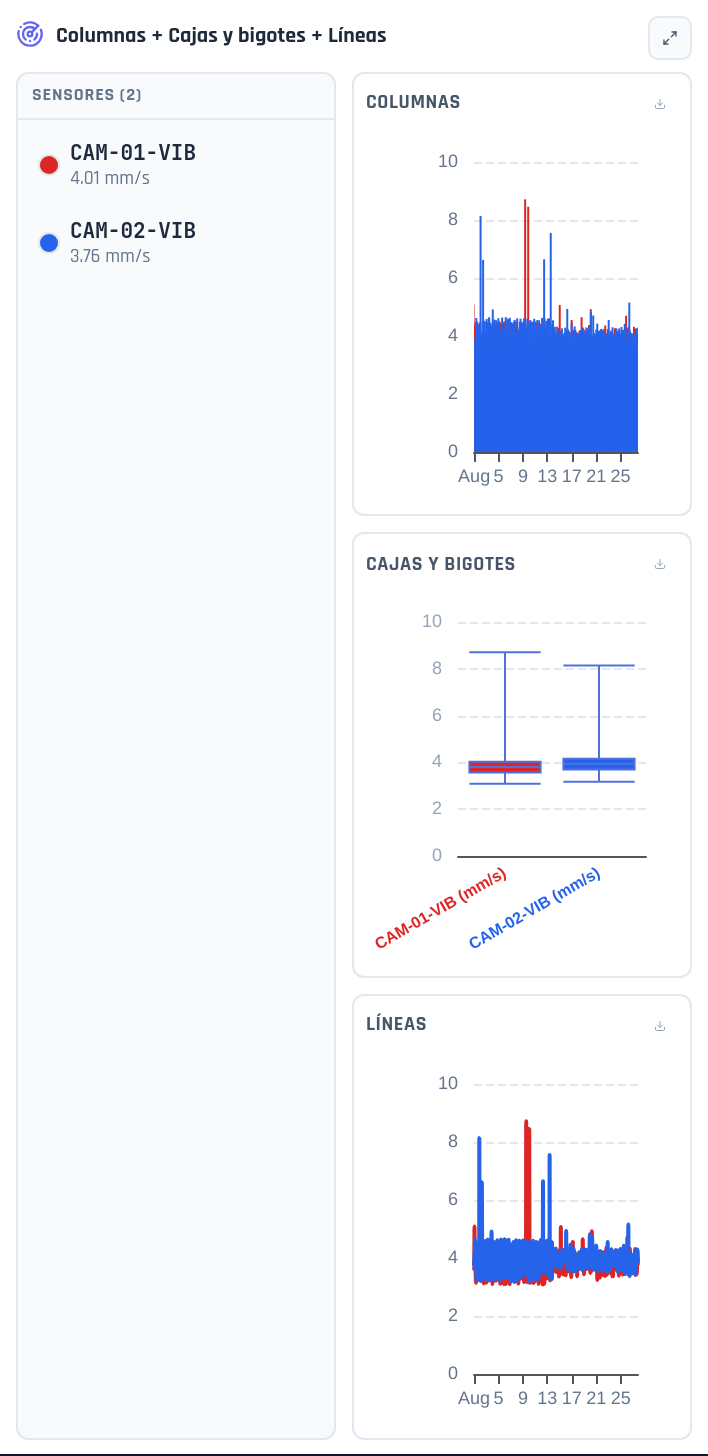 Columnas + Cajas y bigotes + Líneas
SENSORES (2)
CAM-01-VIB
4.01 mm/s
CAM-02-VIB
3.76 mm/s
COLUMNAS
10
8
6
4
2
0
Aug 5 9 13 17 21 25
CAJAS Y BIGOTES
10
8
6
4
2
0
CAM-01-VIB (mm/s)
CAM-02-VIB (mm/s)
LÍNEAS
10
8
6
4
2
0
Aug 5 9 13 17 21 25